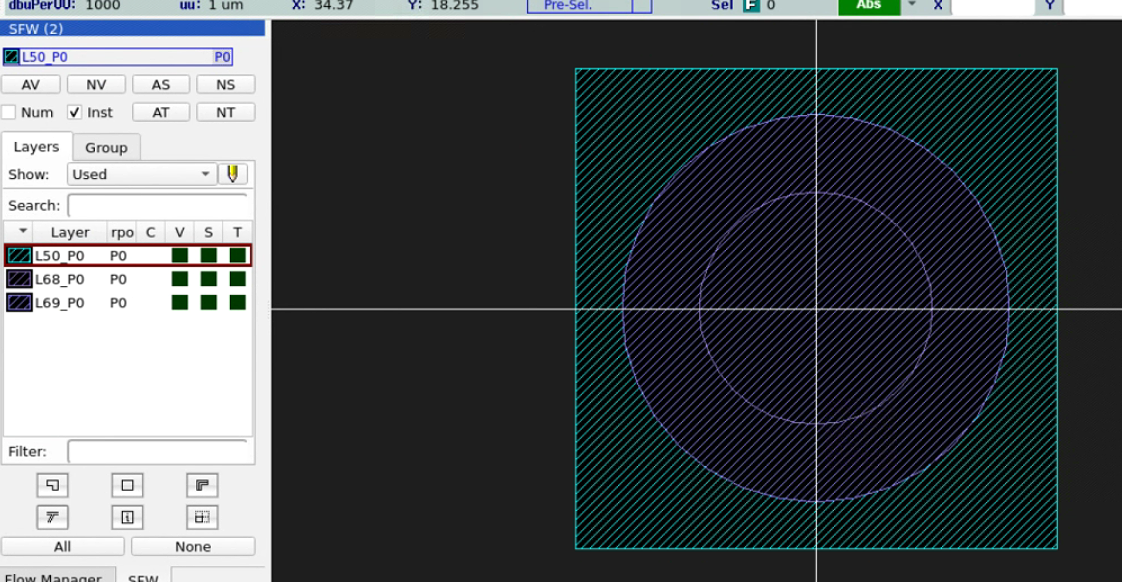 dbuPerUU: 1000 uu: 1 um X: 34.37 Y: 18.255 Pre-Sel. Sel F 0 Abs X Y
SFW (2)
L50_P0 P0
AV NV AS NS
Num Inst AT NT
Layers Group
Show: Used
Search:
Layer rpo C V S T
L50_P0 P0
L68_P0 P0
L69_P0 P0
Filter:
All None
Flow Manager SFW